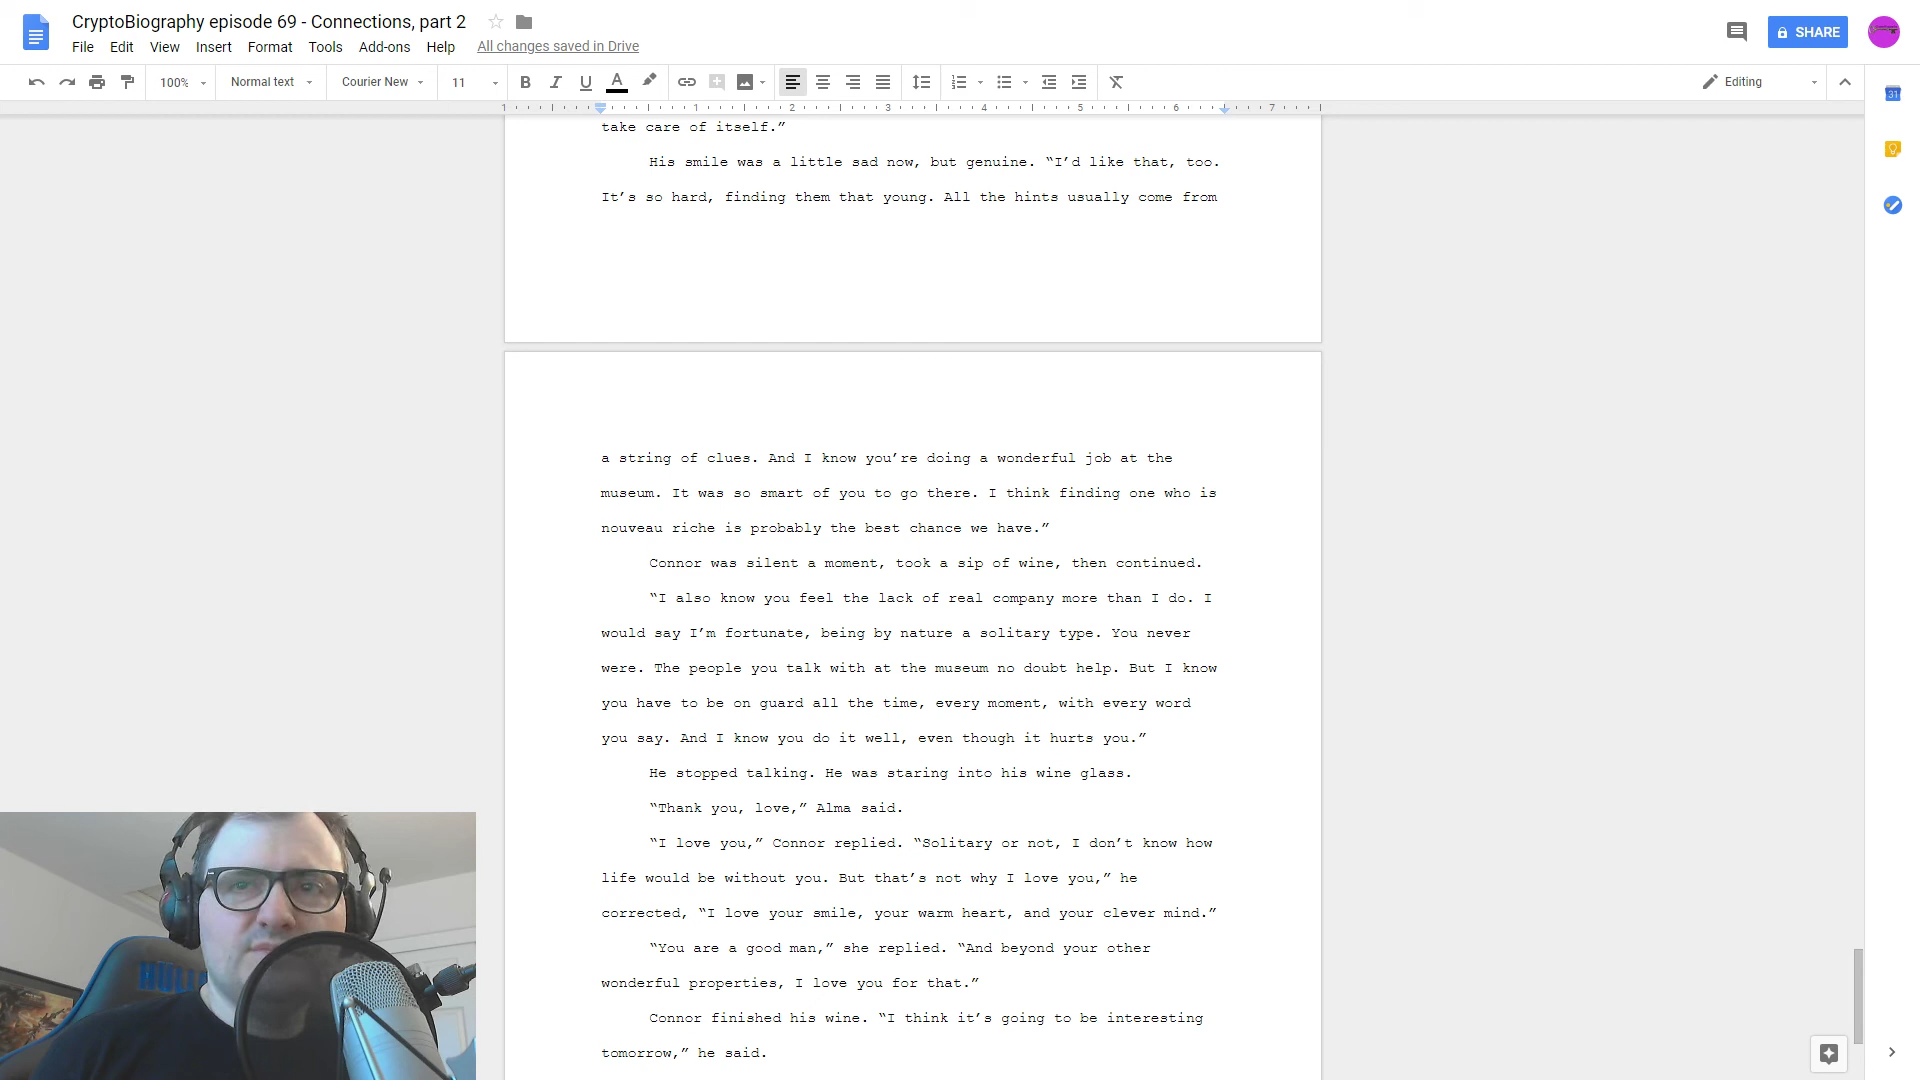 CryptoBiography episode 69 - Connections, part 2
File Edit View Insert Format Tools Add-ons Help All changes saved in Drive
SHARE
100% Normal text Courier New 11 B I U A Editing
1 1 2 3 4 5 6 7
31
take care of itself.”
His smile was a little sad now, but genuine. “I’d like that, too.
It’s so hard, finding them that young. All the hints usually come from
a string of clues. And I know you’re doing a wonderful job at the
museum. It was so smart of you to go there. I think finding one who is
nouveau riche is probably the best chance we have.”
Connor was silent a moment, took a sip of wine, then continued.
“I also know you feel the lack of real company more than I do. I
would say I’m fortunate, being by nature a solitary type. You never
were. The people you talk with at the museum no doubt help. But I know
you have to be on guard all the time, every moment, with every word
you say. And I know you do it well, even though it hurts you.”
He stopped talking. He was staring into his wine glass.
“Thank you, love,” Alma said.
“I love you,” Connor replied. “Solitary or not, I don’t know how
life would be without you. But that’s not why I love you,” he
corrected, “I love your smile, your warm heart, and your clever mind.”
“You are a good man,” she replied. “And beyond your other
wonderful properties, I love you for that.”
Connor finished his wine. “I think it’s going to be interesting
tomorrow,” he said.